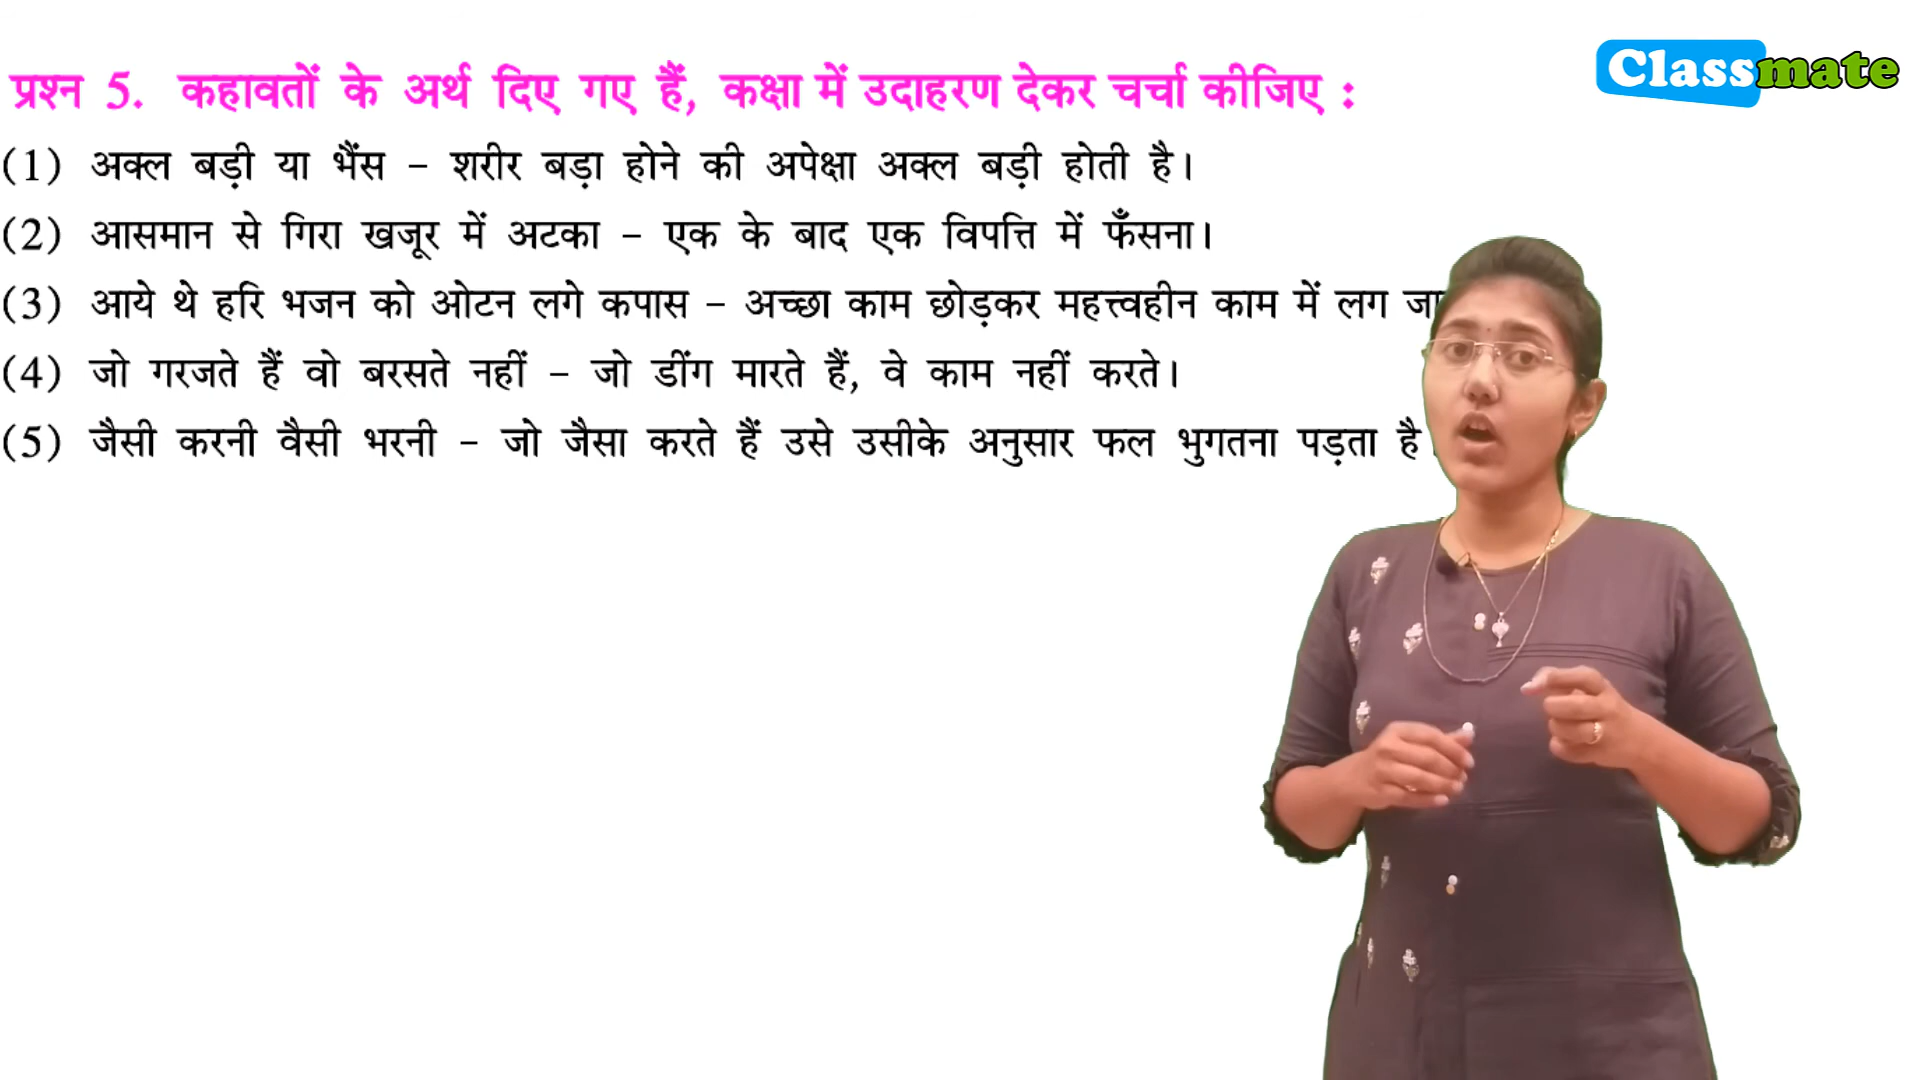 Classmate
प्रश्न 5. कहावतों के अर्थ दिए गए हैं, कक्षा में उदाहरण देकर चर्चा कीजिए :
(1) अक्ल बड़ी या भैंस – शरीर बड़ा होने की अपेक्षा अक्ल बड़ी होती है।
(2) आसमान से गिरा खजूर में अटका – एक के बाद एक विपत्ति में फँसना।
(3) आये थे हरि भजन को ओटन लगे कपास – अच्छा काम छोड़कर महत्त्वहीन काम में लग
(4) जो गरजते हैं वो बरसते नहीं – जो डींग मारते हैं, वे काम नहीं करते।
(5) जैसी करनी वैसी भरनी – जो जैसा करते हैं उसे उसीके अनुसार फल भुगतना पड़ता है।